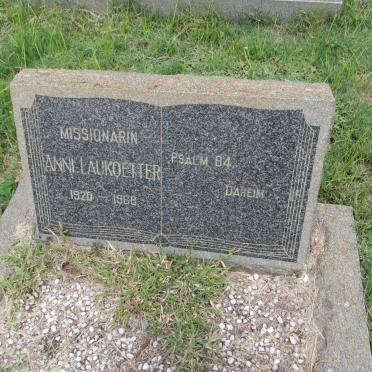 MISSIONARIN
ANNI LAUKOETTER
1920 - 1968
PSALM 84
DAHEIM !!!